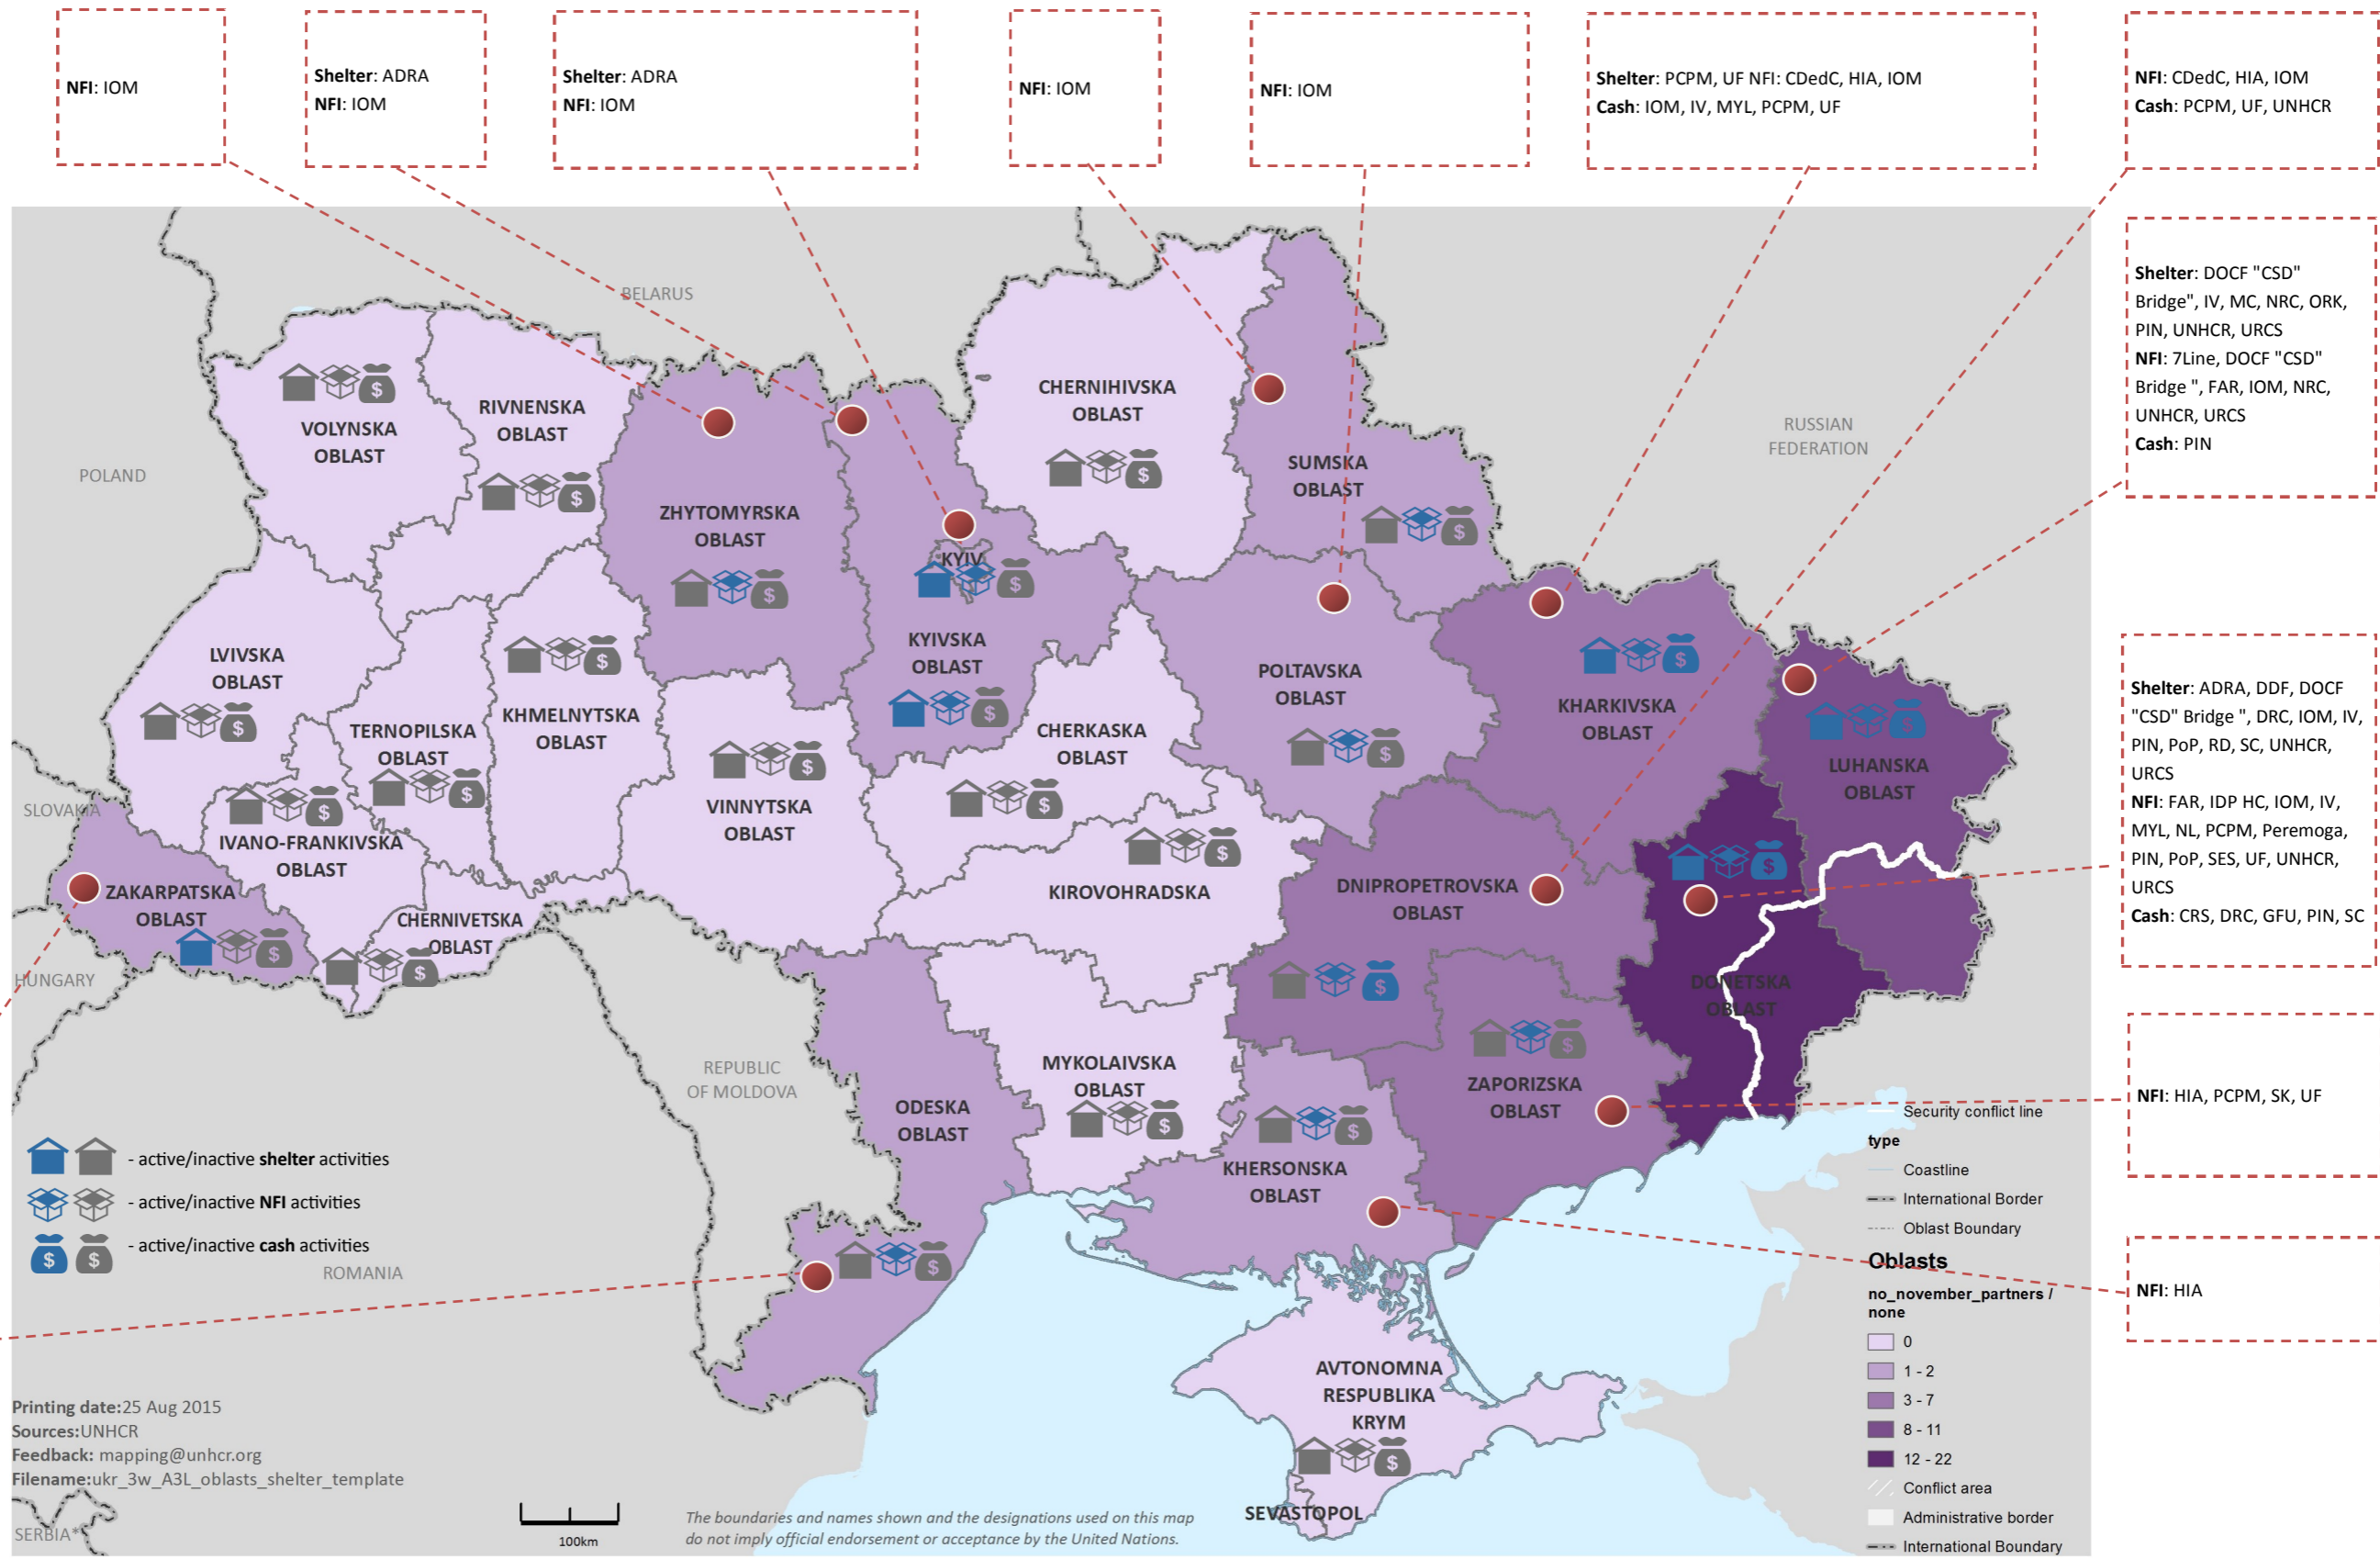 NFI: IOM
Shelter: ADRA
NFI: IOM
Shelter: ADRA
NFI: IOM
NFI: IOM
NFI: IOM
Shelter: PCPM, UF NFI: CDedC, HIA, IOM
Cash: IOM, IV, MYL, PCPM, UF
NFI: CDedC, HIA, IOM
Cash: PCPM, UF, UNHCR
Shelter: DOCF "CSD"
Bridge", IV, MC, NRC, ORK,
PIN, UNHCR, URCS
NFI: 7Line, DOCF "CSD"
Bridge ", FAR, IOM, NRC,
UNHCR, URCS
Cash: PIN
Shelter: ADRA, DDF, DOCF
"CSD" Bridge ", DRC, IOM, IV,
PIN, PoP, RD, SC, UNHCR,
URCS
NFI: FAR, IDP HC, IOM, IV,
MYL, NL, PCPM, Peremoga,
PIN, PoP, SES, UF, UNHCR,
URCS
Cash: CRS, DRC, GFU, PIN, SC
NFI: HIA, PCPM, SK, UF
NFI: HIA
BELARUS
POLAND
RUSSIAN
FEDERATION
SLOVAKIA
HUNGARY
REPUBLIC
OF MOLDOVA
ROMANIA
SERBIA*
VOLYNSKA
OBLAST
RIVNENSKA
OBLAST
ZHYTOMYRSKA
OBLAST
KYIV
KYIVSKA
OBLAST
CHERNIHIVSKA
OBLAST
SUMSKA
OBLAST
LVIVSKA
OBLAST
TERNOPILSKA
OBLAST
KHMELNYTSKA
OBLAST
VINNYTSKA
OBLAST
CHERKASKA
OBLAST
POLTAVSKA
OBLAST
KHARKIVSKA
OBLAST
LUHANSKA
OBLAST
IVANO-FRANKIVSKA
OBLAST
ZAKARPATSKA
OBLAST
CHERNIVETSKA
OBLAST
KIROVOHRADSKA
DNIPROPETROVSKA
OBLAST
DONETSKA
OBLAST
ODESKA
OBLAST
MYKOLAIVSKA
OBLAST
ZAPORIZSKA
OBLAST
KHERSONSKA
OBLAST
AVTONOMNA
RESPUBLIKA
KRYM
SEVASTOPOL
- active/inactive shelter activities
- active/inactive NFI activities
- active/inactive cash activities
Security conflict line
type
Coastline
International Border
Oblast Boundary
Oblasts
no_november_partners /
none
0
1 - 2
3 - 7
8 - 11
12 - 22
Conflict area
Administrative border
International Boundary
Printing date:25 Aug 2015
Sources:UNHCR
Feedback: mapping@unhcr.org
Filename:ukr_3w_A3L_oblasts_shelter_template
100km
The boundaries and names shown and the designations used on this map
do not imply official endorsement or acceptance by the United Nations.